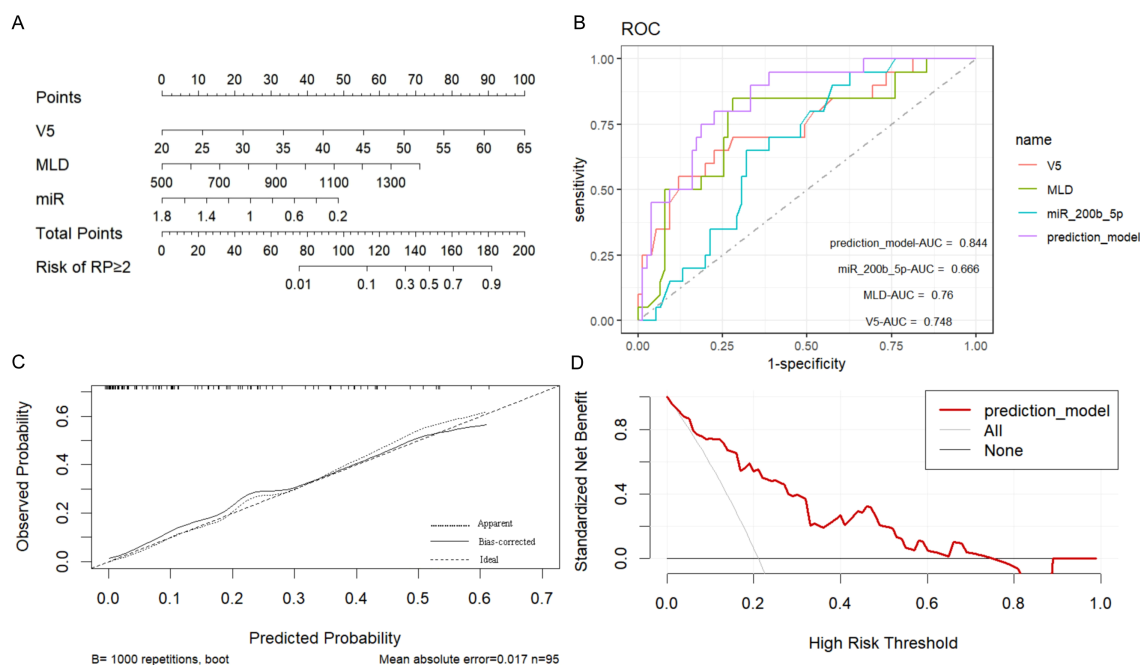 A
0 10 20 30 40 50 60 70 80 90 100
Points
V5
20 25 30 35 40 45 50 55 60 65
MLD
500 700 900 1100 1300
miR
1.8 1.4 1 0.6 0.2
Total Points
0 20 40 60 80 100 120 140 160 180 200
Risk of RP≥2
0.01 0.1 0.3 0.5 0.7 0.9
B
ROC
1.00
0.75
0.50
0.25
0.00
sensitivity
prediction_model-AUC = 0.844
miR_200b_5p-AUC = 0.666
MLD-AUC = 0.76
V5-AUC = 0.748
0.00 0.25 0.50 0.75 1.00
1-specificity
name
V5
MLD
miR_200b_5p
prediction_model
C
Observed Probability
0.6
0.4
0.2
0.0
Apparent
Bias-corrected
Ideal
0.0 0.1 0.2 0.3 0.4 0.5 0.6 0.7
Predicted Probability
B= 1000 repetitions, boot
Mean absolute error=0.017 n=95
D
Standardized Net Benefit
0.8
0.4
0.0
prediction_model
All
None
0.0 0.2 0.4 0.6 0.8 1.0
High Risk Threshold